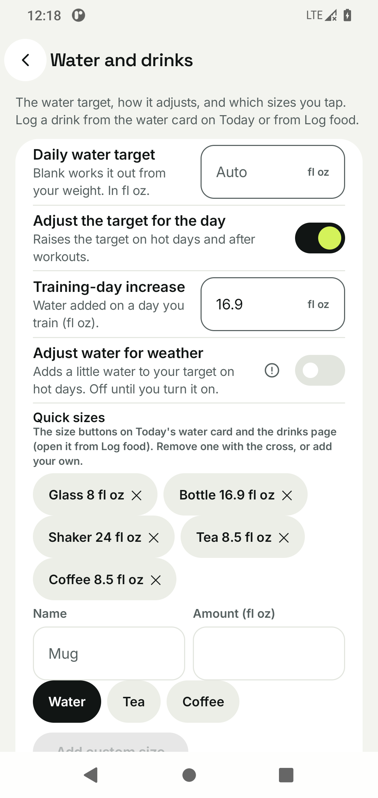 12:18
LTE
Water and drinks
The water target, how it adjusts, and which sizes you tap.
Log a drink from the water card on Today or from Log food.
Daily water target
Blank works it out from
your weight. In fl oz.
Auto fl oz
Adjust the target for the day
Raises the target on hot days and after
workouts.
Training-day increase
Water added on a day you
train (fl oz).
16.9 fl oz
Adjust water for weather
Adds a little water to your target on
hot days. Off until you turn it on.
Quick sizes
The size buttons on Today's water card and the drinks page
(open it from Log food). Remove one with the cross, or add
your own.
Glass 8 fl oz
Bottle 16.9 fl oz
Shaker 24 fl oz
Tea 8.5 fl oz
Coffee 8.5 fl oz
Name
Amount (fl oz)
Mug
Water
Tea
Coffee
Add custom size